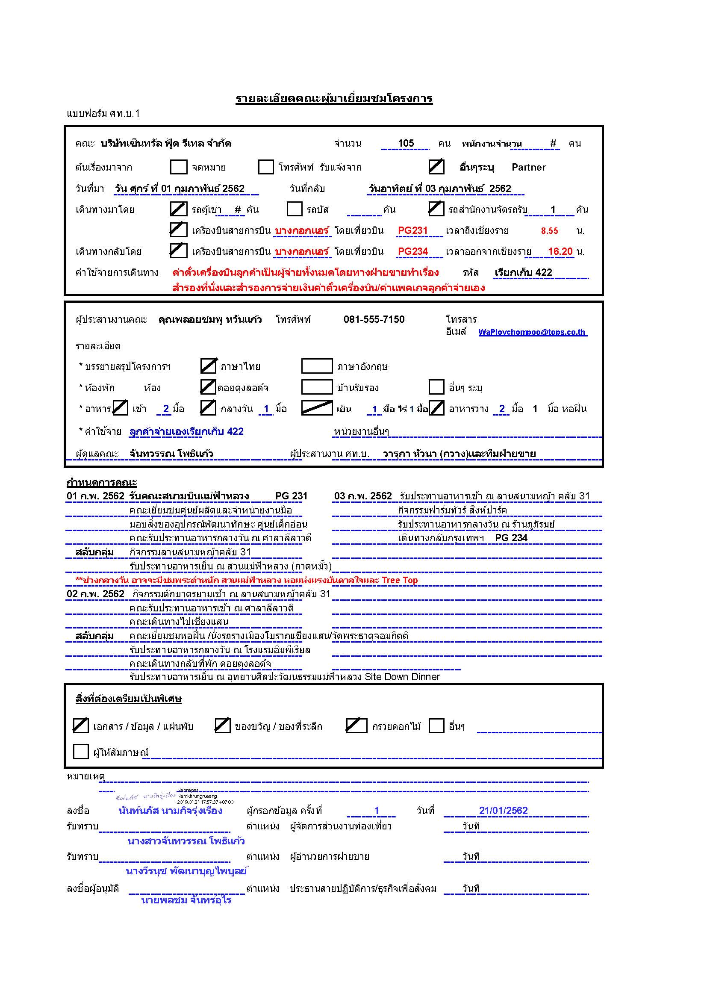 รายละเอียดคณะผู้มาเยี่ยมชมโครงการ
แบบฟอร์ม ศท.บ.1
คณะ บริษัทเซ็นทรัล ฟู้ด รีเทล จำกัด จำนวน 105 คน พนักงานจำนวน # คน
ต้นเรื่องมาจาก จดหมาย โทรศัพท์ รับแจ้งจาก อื่นๆระบุ Partner
วันที่มา วัน ศุกร์ ที่ 01 กุมภาพันธ์ 2562 วันที่กลับ วันอาทิตย์ ที่ 03 กุมภาพันธ์ 2562
เดินทางมาโดย รถตู้เช่า # คัน รถบัส คัน รถสำนักงานจัดรถรับ 1 คัน
เครื่องบินสายการบิน บางกอกแอร์ โดยเที่ยวบิน PG231 เวลาถึงเชียงราย 8.55 น.
เดินทางกลับโดย เครื่องบินสายการบิน บางกอกแอร์ โดยเที่ยวบิน PG234 เวลาออกจากเชียงราย 16.20 น.
ค่าใช้จ่ายการเดินทาง ค่าตั๋วเครื่องบินลูกค้าเป็นผู้จ่ายทั้งหมดโดยทางฝ่ายขายทำเรื่อง รหัส เรียกเก็บ 422
สำรองที่นั่งและสำรองการจ่ายเงินค่าตั๋วเครื่องบิน/ค่าแพคเกจลูกค้าจ่ายเอง
ผู้ประสานงานคณะ คุณพลอยชมพู หวันแก้ว โทรศัพท์ 081-555-7150 โทรสาร
อีเมล์ WaPloychompoo@tops.co.th
รายละเอียด
* บรรยายสรุปโครงการฯ ภาษาไทย ภาษาอังกฤษ
* ห้องพัก ห้อง ดอยตุงลอด์จ บ้านรับรอง อื่นๆ ระบุ
* อาหาร เช้า 2 มื้อ กลางวัน 1 มื้อ เย็น 1 มื้อ ไร่ 1 มื้อ อาหารว่าง 2 มื้อ 1 มื้อ หอฝิ่น
* ค่าใช้จ่าย ลูกค้าจ่ายเองเรียกเก็บ 422 หน่วยงานอื่นๆ
ผู้ดูแลคณะ จันทวรรณ โพธิแก้ว ผู้ประสานงาน ศท.บ. วารุกา หัวนา (กวาง)และทีมฝ่ายขาย
กำหนดการคณะ
01 ก.พ. 2562 รับคณะสนามบินแม่ฟ้าหลวง PG 231 03 ก.พ. 2562 รับประทานอาหารเช้า ณ ลานสนามหญ้า คลับ 31
คณะเยี่ยมชมศูนย์ผลิตและจำหน่ายงานมือ กิจกรรมฟาร์มทัวร์ สิงห์ปาร์ค
มอบสิ่งของอุปกรณ์พัฒนาทักษะ ศูนย์เด็กอ่อน รับประทานอาหารกลางวัน ณ ร้านภูภิรมย์
คณะรับประทานอาหารกลางวัน ณ ศาลาลีลาวดี เดินทางกลับกรุงเทพฯ PG 234
สลับกลุ่ม กิจกรรมลานสนามหญ้าคลับ 31
รับประทานอาหารเย็น ณ สวนแม่ฟ้าหลวง (กาดหมั้ว)
**ช่วงกลางวัน อาจจะมีชมพระตำหนัก สวนแม่ฟ้าหลวง หอแห่งแรงบันดาลใจและ Tree Top
02 ก.พ. 2562 กิจกรรมตักบาตรยามเช้า ณ ลานสนามหญ้าคลับ 31
คณะรับประทานอาหารเช้า ณ ศาลาลีลาวดี
คณะเดินทางไปเชียงแสน
สลับกลุ่ม คณะเยี่ยมชมหอฝิ่น /นั่งรถรางเมืองโบราณเชียงแสน/วัดพระธาตุจอมกิตติ
รับประทานอาหารกลางวัน ณ โรงแรมอิมพีเรียล
คณะเดินทางกลับที่พัก ดอยตุงลอด์จ
รับประทานอาหารเย็น ณ อุทยานศิลปะวัฒนธรรมแม่ฟ้าหลวง Site Down Dinner
สิ่งที่ต้องเตรียมเป็นพิเศษ
เอกสาร / ข้อมูล / แผ่นพับ ของขวัญ / ของที่ระลึก กรวยดอกไม้ อื่นๆ
ผู้ให้สัมภาษณ์
หมายเหตุ
นันท์นภัส นามกิจรุ่งเรือง Nannapas
Namkitrungrueang
2019.01.21 17:57:37 +07'00'
ลงชื่อ นันท์นภัส นามกิจรุ่งเรือง ผู้กรอกข้อมูล ครั้งที่ 1 วันที่ 21/01/2562
รับทราบ ตำแหน่ง ผู้จัดการส่วนงานท่องเที่ยว วันที่
นางสาวจันทวรรณ โพธิแก้ว
รับทราบ ตำแหน่ง ผู้อำนวยการฝ่ายขาย วันที่
นางวีรนุช พัฒนาบุญไพบูลย์
ลงชื่อผู้อนุมัติ ตำแหน่ง ประธานสายปฏิบัติการ/ธุรกิจเพื่อสังคม วันที่
นายพลชม จันทร์อุไร